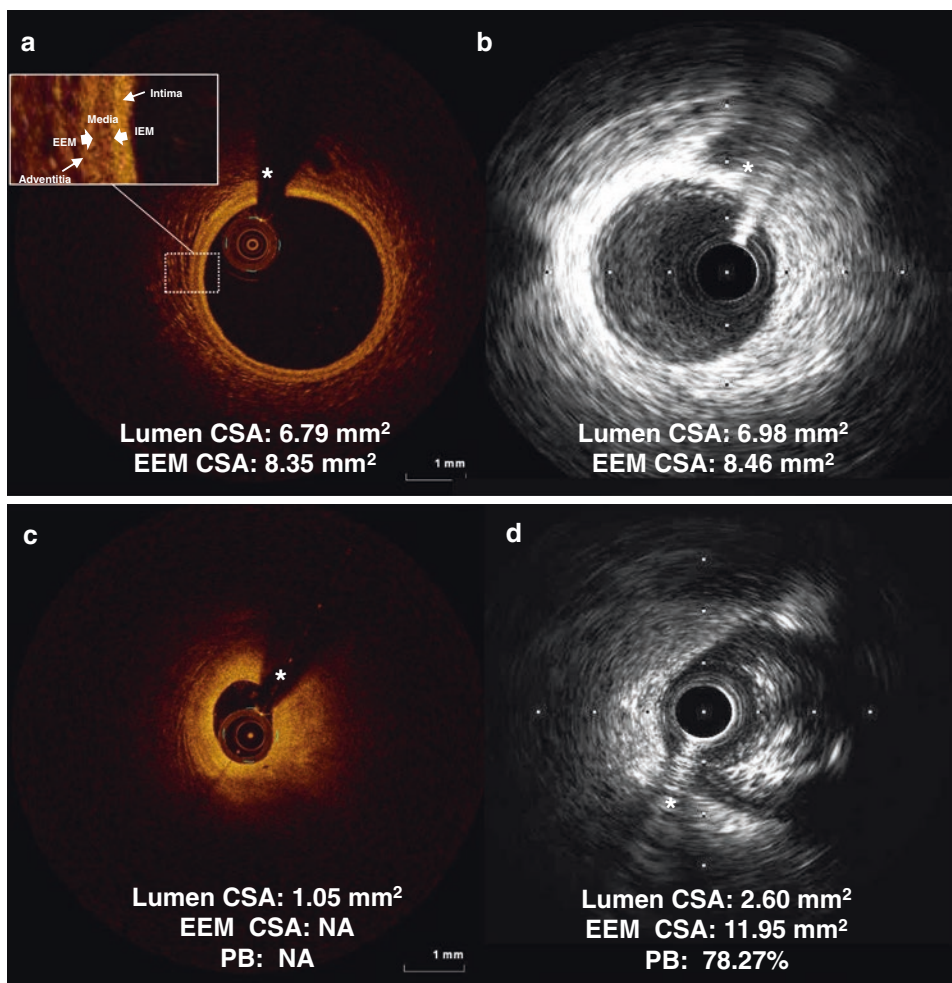 a
b
Intima
Media
EEM
IEM
Adventitia
*
*
Lumen CSA: 6.79 mm²
EEM CSA: 8.35 mm²
1 mm
Lumen CSA: 6.98 mm²
EEM CSA: 8.46 mm²
c
d
*
*
Lumen CSA: 1.05 mm²
EEM CSA: NA
PB: NA
1 mm
Lumen CSA: 2.60 mm²
EEM CSA: 11.95 mm²
PB: 78.27%